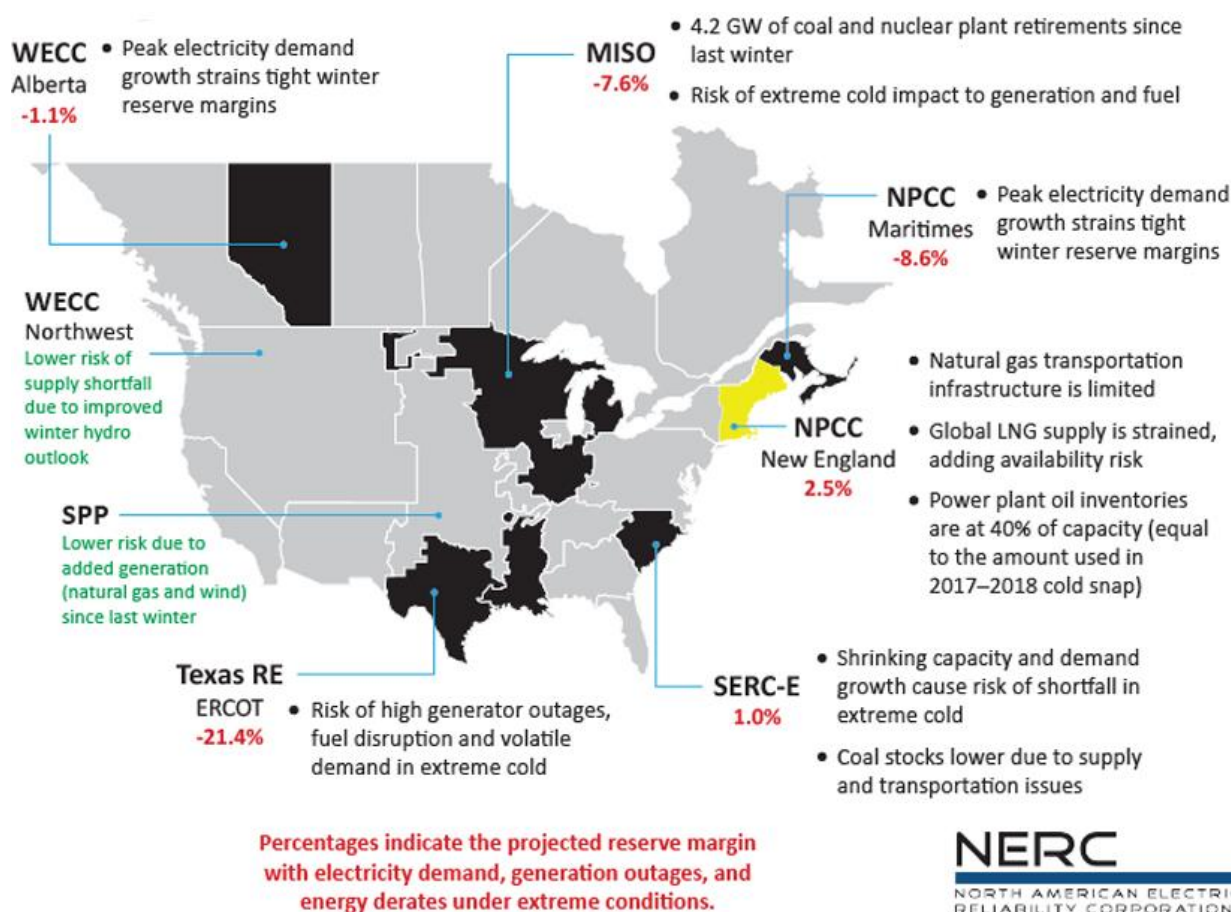 WECC
Alberta
-1.1%
• Peak electricity demand
growth strains tight winter
reserve margins
MISO
-7.6%
• 4.2 GW of coal and nuclear plant retirements since
last winter
• Risk of extreme cold impact to generation and fuel
NPCC
Maritimes
-8.6%
• Peak electricity demand
growth strains tight
winter reserve margins
WECC
Northwest
Lower risk of
supply shortfall
due to improved
winter hydro
outlook
NPCC
New England
2.5%
• Natural gas transportation
infrastructure is limited
• Global LNG supply is strained,
adding availability risk
• Power plant oil inventories
are at 40% of capacity (equal
to the amount used in
2017–2018 cold snap)
SPP
Lower risk due to
added generation
(natural gas and wind)
since last winter
Texas RE
ERCOT
-21.4%
• Risk of high generator outages,
fuel disruption and volatile
demand in extreme cold
SERC-E
1.0%
• Shrinking capacity and demand
growth cause risk of shortfall in
extreme cold
• Coal stocks lower due to supply
and transportation issues
Percentages indicate the projected reserve margin
with electricity demand, generation outages, and
energy derates under extreme conditions.
NERC
NORTH AMERICAN ELECTRI
RELIABILITY CORPORATION